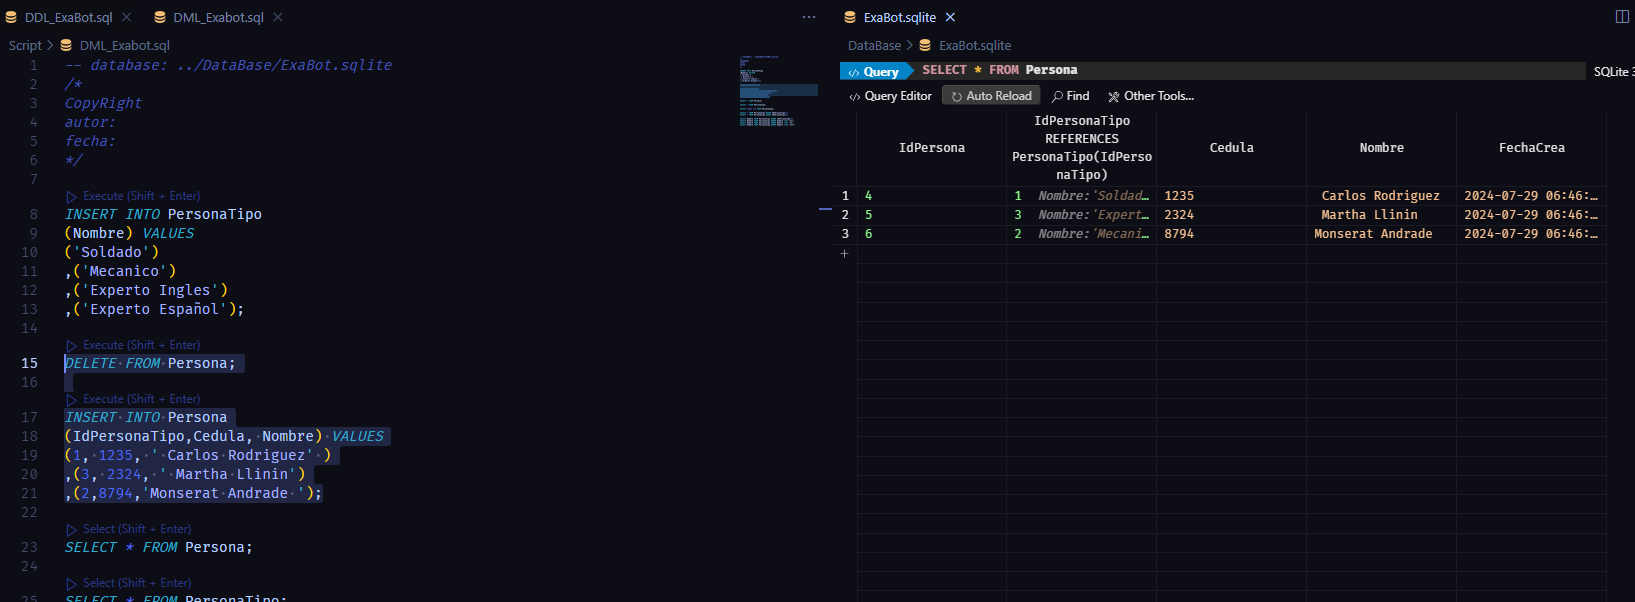 DDL_ExaBot.sql
DML_Exabot.sql
Script > DML_Exabot.sql
1 -- database: ../DataBase/ExaBot.sqlite
2 /*
3 CopyRight
4 autor:
5 fecha:
6 */
7
Execute (Shift + Enter)
8 INSERT INTO PersonaTipo
9 (Nombre) VALUES
10 ('Soldado')
11 ,('Mecanico')
12 ,('Experto Ingles')
13 ,('Experto Español');
14
Execute (Shift + Enter)
15 DELETE FROM Persona;
16
Execute (Shift + Enter)
17 INSERT INTO Persona
18 (IdPersonaTipo,Cedula, Nombre) VALUES
19 (1, 1235, ' Carlos Rodriguez' )
20 ,(3, 2324, ' Martha Llinin')
21 ,(2,8794,'Monserat Andrade ');
22
Select (Shift + Enter)
23 SELECT * FROM Persona;
24
Select (Shift + Enter)
25 SELECT * FROM PersonaTipo;
ExaBot.sqlite
DataBase > ExaBot.sqlite
Query SELECT * FROM Persona
SQLite 3
Query Editor Auto Reload Find Other Tools...
IdPersona
IdPersonaTipo
REFERENCES
PersonaTipo(IdPerso
naTipo)
Cedula
Nombre
FechaCrea
1 4 1 Nombre:'Soldad… 1235 Carlos Rodriguez 2024-07-29 06:46:…
2 5 3 Nombre:'Expert… 2324 Martha Llinin 2024-07-29 06:46:…
3 6 2 Nombre:'Mecani… 8794 Monserat Andrade 2024-07-29 06:46:…
+